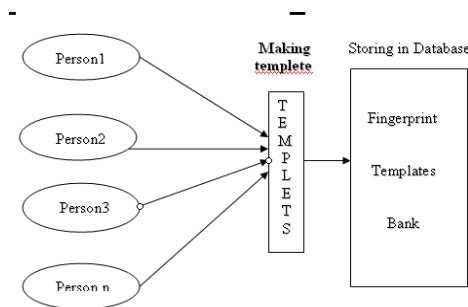 Making
templete
Storing in Database
Person1
Person2
Person3
Person n
T
E
M
P
L
E
T
S
Fingerprint
Templates
Bank